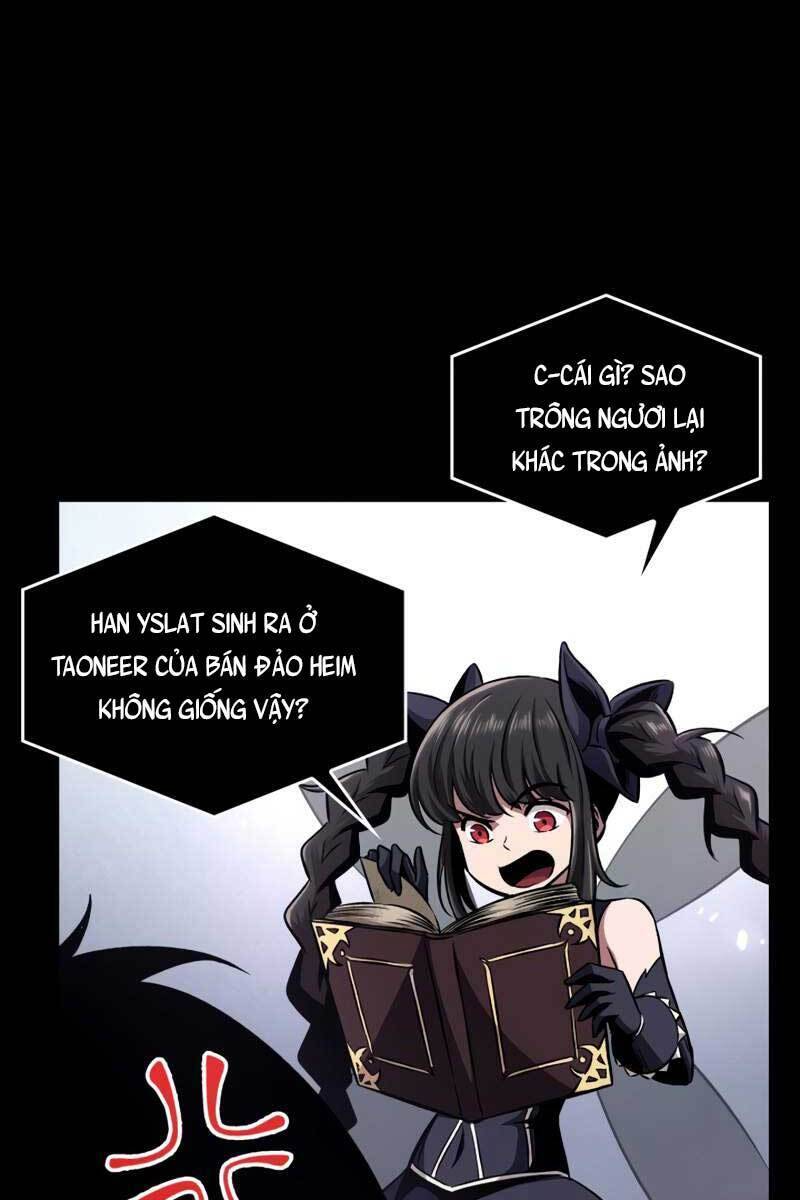 C-CÁI GÌ? SAO
TRÔNG NGƯƠI LẠI
KHÁC TRONG ẢNH?
HAN YSLAT SINH RA Ở
TAONEER CỦA BÁN ĐẢO HEIM
KHÔNG GIỐNG VẬY?